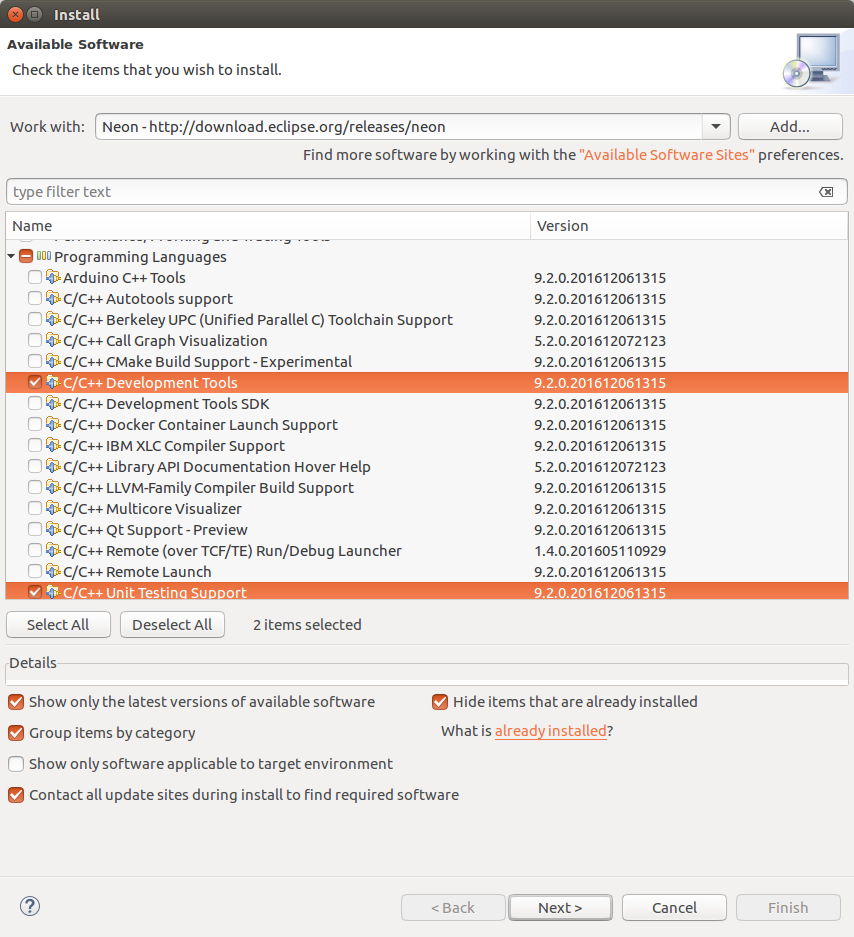 Install
Available Software
Check the items that you wish to install.
Work with: Neon - http://download.eclipse.org/releases/neon Add...
Find more software by working with the "Available Software Sites" preferences.
type filter text
Name Version
Performance, Profiling and Tracing Tools
Programming Languages
Arduino C++ Tools 9.2.0.201612061315
C/C++ Autotools support 9.2.0.201612061315
C/C++ Berkeley UPC (Unified Parallel C) Toolchain Support 9.2.0.201612061315
C/C++ Call Graph Visualization 5.2.0.201612072123
C/C++ CMake Build Support - Experimental 9.2.0.201612061315
C/C++ Development Tools 9.2.0.201612061315
C/C++ Development Tools SDK 9.2.0.201612061315
C/C++ Docker Container Launch Support 9.2.0.201612061315
C/C++ IBM XLC Compiler Support 9.2.0.201612061315
C/C++ Library API Documentation Hover Help 5.2.0.201612072123
C/C++ LLVM-Family Compiler Build Support 9.2.0.201612061315
C/C++ Multicore Visualizer 9.2.0.201612061315
C/C++ Qt Support - Preview 9.2.0.201612061315
C/C++ Remote (over TCF/TE) Run/Debug Launcher 1.4.0.201605110929
C/C++ Remote Launch 9.2.0.201612061315
C/C++ Unit Testing Support 9.2.0.201612061315
Select All Deselect All 2 items selected
Details
Show only the latest versions of available software Hide items that are already installed
Group items by category What is already installed?
Show only software applicable to target environment
Contact all update sites during install to find required software
? < Back Next > Cancel Finish